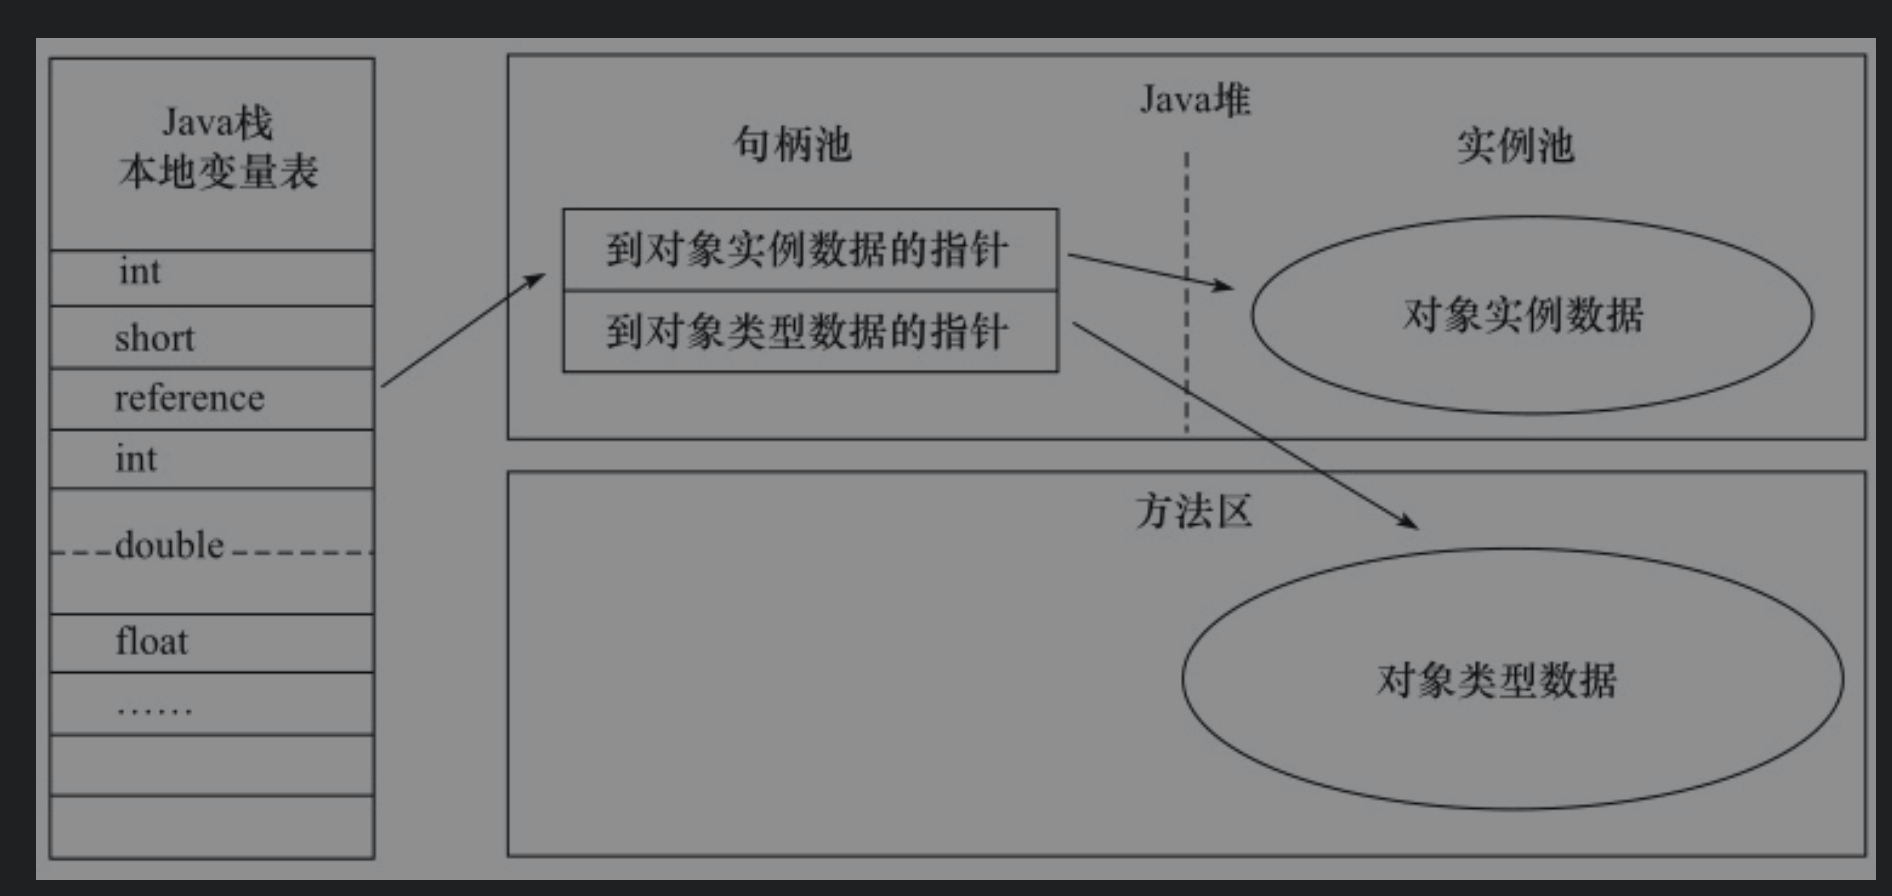 Java栈
本地变量表
int
short
reference
int
double
float
……
Java堆
句柄池
实例池
到对象实例数据的指针
到对象类型数据的指针
对象实例数据
方法区
对象类型数据